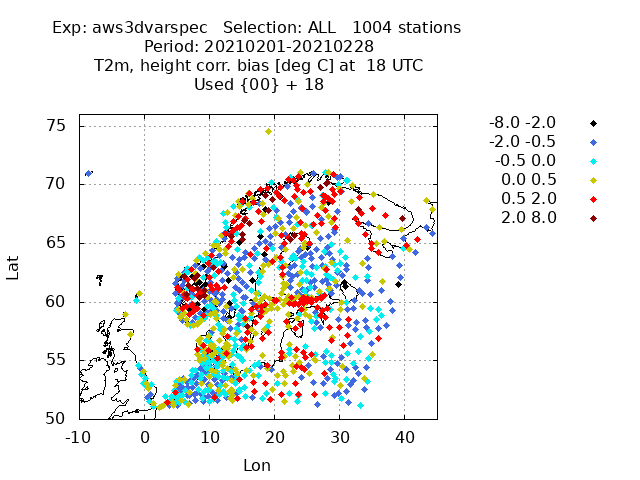 Exp: aws3dvarspec   Selection: ALL   1004 stations
Period: 20210201-20210228
T2m, height corr. bias [deg C] at  18 UTC
Used {00} + 18
-8.0 -2.0
-2.0 -0.5
-0.5 0.0
0.0 0.5
0.5 2.0
2.0 8.0
75
70
65
60
55
50
Lat
-10 0 10 20 30 40
Lon